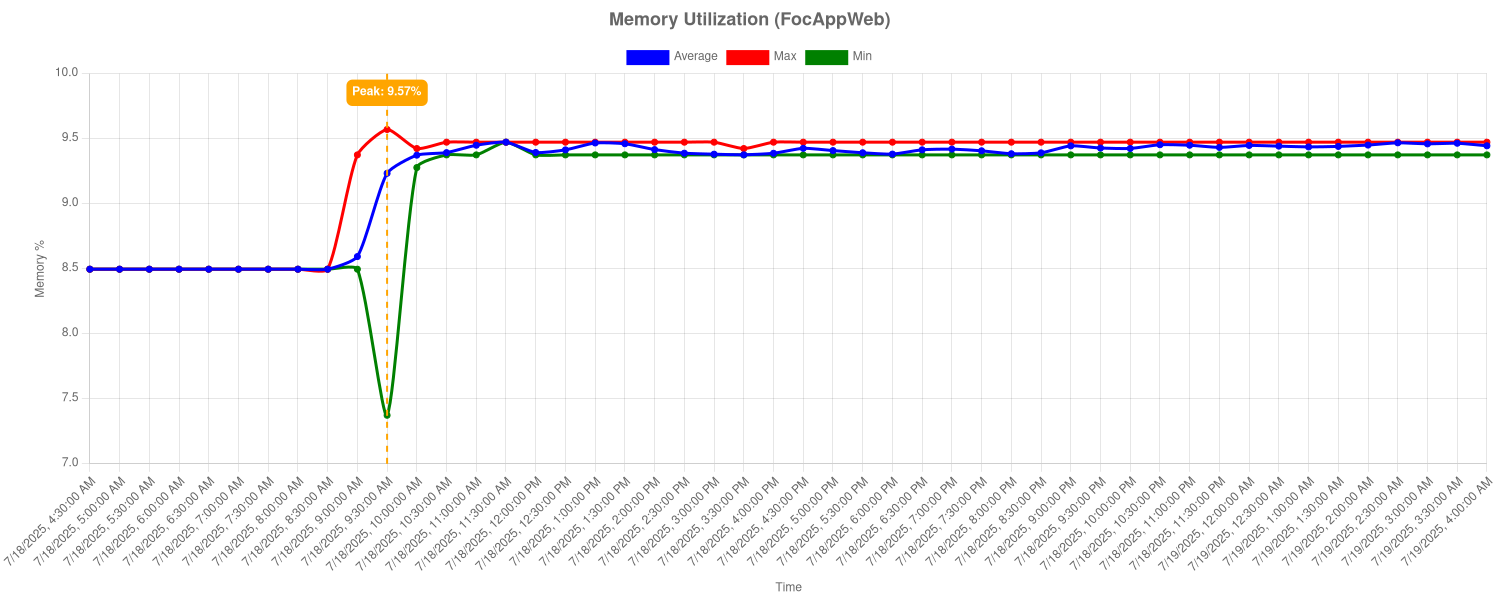 Memory Utilization (FocAppWeb)
Average Max Min
Peak: 9.57%
10.0
9.5
9.0
8.5
8.0
7.5
7.0
Memory %
7/18/2025, 4:30:00 AM
7/18/2025, 5:00:00 AM
7/18/2025, 5:30:00 AM
7/18/2025, 6:00:00 AM
7/18/2025, 6:30:00 AM
7/18/2025, 7:00:00 AM
7/18/2025, 7:30:00 AM
7/18/2025, 8:00:00 AM
7/18/2025, 8:30:00 AM
7/18/2025, 9:00:00 AM
7/18/2025, 9:30:00 AM
7/18/2025, 10:00:00 AM
7/18/2025, 10:30:00 AM
7/18/2025, 11:00:00 AM
7/18/2025, 11:30:00 AM
7/18/2025, 12:00:00 PM
7/18/2025, 12:30:00 PM
7/18/2025, 1:00:00 PM
7/18/2025, 1:30:00 PM
7/18/2025, 2:00:00 PM
7/18/2025, 2:30:00 PM
7/18/2025, 3:00:00 PM
7/18/2025, 3:30:00 PM
7/18/2025, 4:00:00 PM
7/18/2025, 4:30:00 PM
7/18/2025, 5:00:00 PM
7/18/2025, 5:30:00 PM
7/18/2025, 6:00:00 PM
7/18/2025, 6:30:00 PM
7/18/2025, 7:00:00 PM
7/18/2025, 7:30:00 PM
7/18/2025, 8:00:00 PM
7/18/2025, 8:30:00 PM
7/18/2025, 9:00:00 PM
7/18/2025, 9:30:00 PM
7/18/2025, 10:00:00 PM
7/18/2025, 10:30:00 PM
7/18/2025, 11:00:00 PM
7/18/2025, 11:30:00 PM
7/19/2025, 12:00:00 AM
7/19/2025, 12:30:00 AM
7/19/2025, 1:00:00 AM
7/19/2025, 1:30:00 AM
7/19/2025, 2:00:00 AM
7/19/2025, 2:30:00 AM
7/19/2025, 3:00:00 AM
7/19/2025, 3:30:00 AM
7/19/2025, 4:00:00 AM
Time